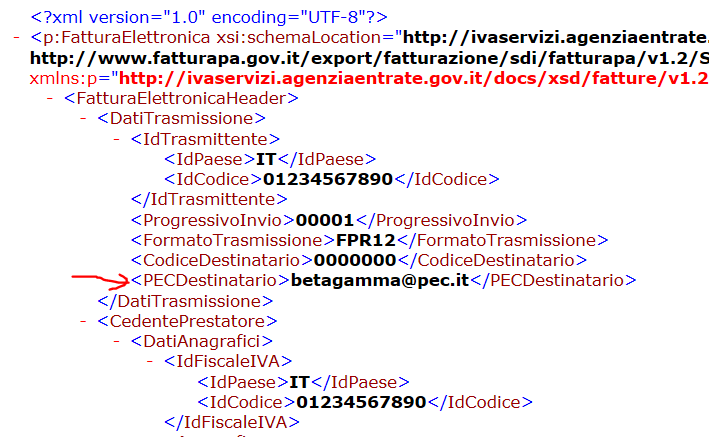 <?xml version="1.0" encoding="UTF-8"?>
- <p:FatturaElettronica xsi:schemaLocation="http://ivaservizi.agenziaentrate.
http://www.fatturapa.gov.it/export/fatturazione/sdi/fatturapa/v1.2/S
xmlns:p="http://ivaservizi.agenziaentrate.gov.it/docs/xsd/fatture/v1.2
- <FatturaElettronicaHeader>
- <DatiTrasmissione>
- <IdTrasmittente>
<IdPaese>IT</IdPaese>
<IdCodice>01234567890</IdCodice>
</IdTrasmittente>
<ProgressivoInvio>00001</ProgressivoInvio>
<FormatoTrasmissione>FPR12</FormatoTrasmissione>
<CodiceDestinatario>0000000</CodiceDestinatario>
<PECDestinatario>betagamma@pec.it</PECDestinatario>
</DatiTrasmissione>
- <CedentePrestatore>
- <DatiAnagrafici>
- <IdFiscaleIVA>
<IdPaese>IT</IdPaese>
<IdCodice>01234567890</IdCodice>
</IdFiscaleIVA>